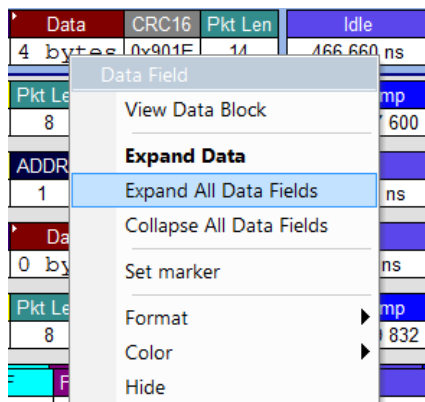 Data CRC16 Pkt Len Idle
4 bytes 0x901E 14 466.660 ns
Data Field
Pkt Le mp
View Data Block
8 600
Expand Data
ADDR
Expand All Data Fields
1 ns
Collapse All Data Fields
Da
0 by ns
Set marker
Pkt Le mp
Format
8 832
Color
F F
Hide